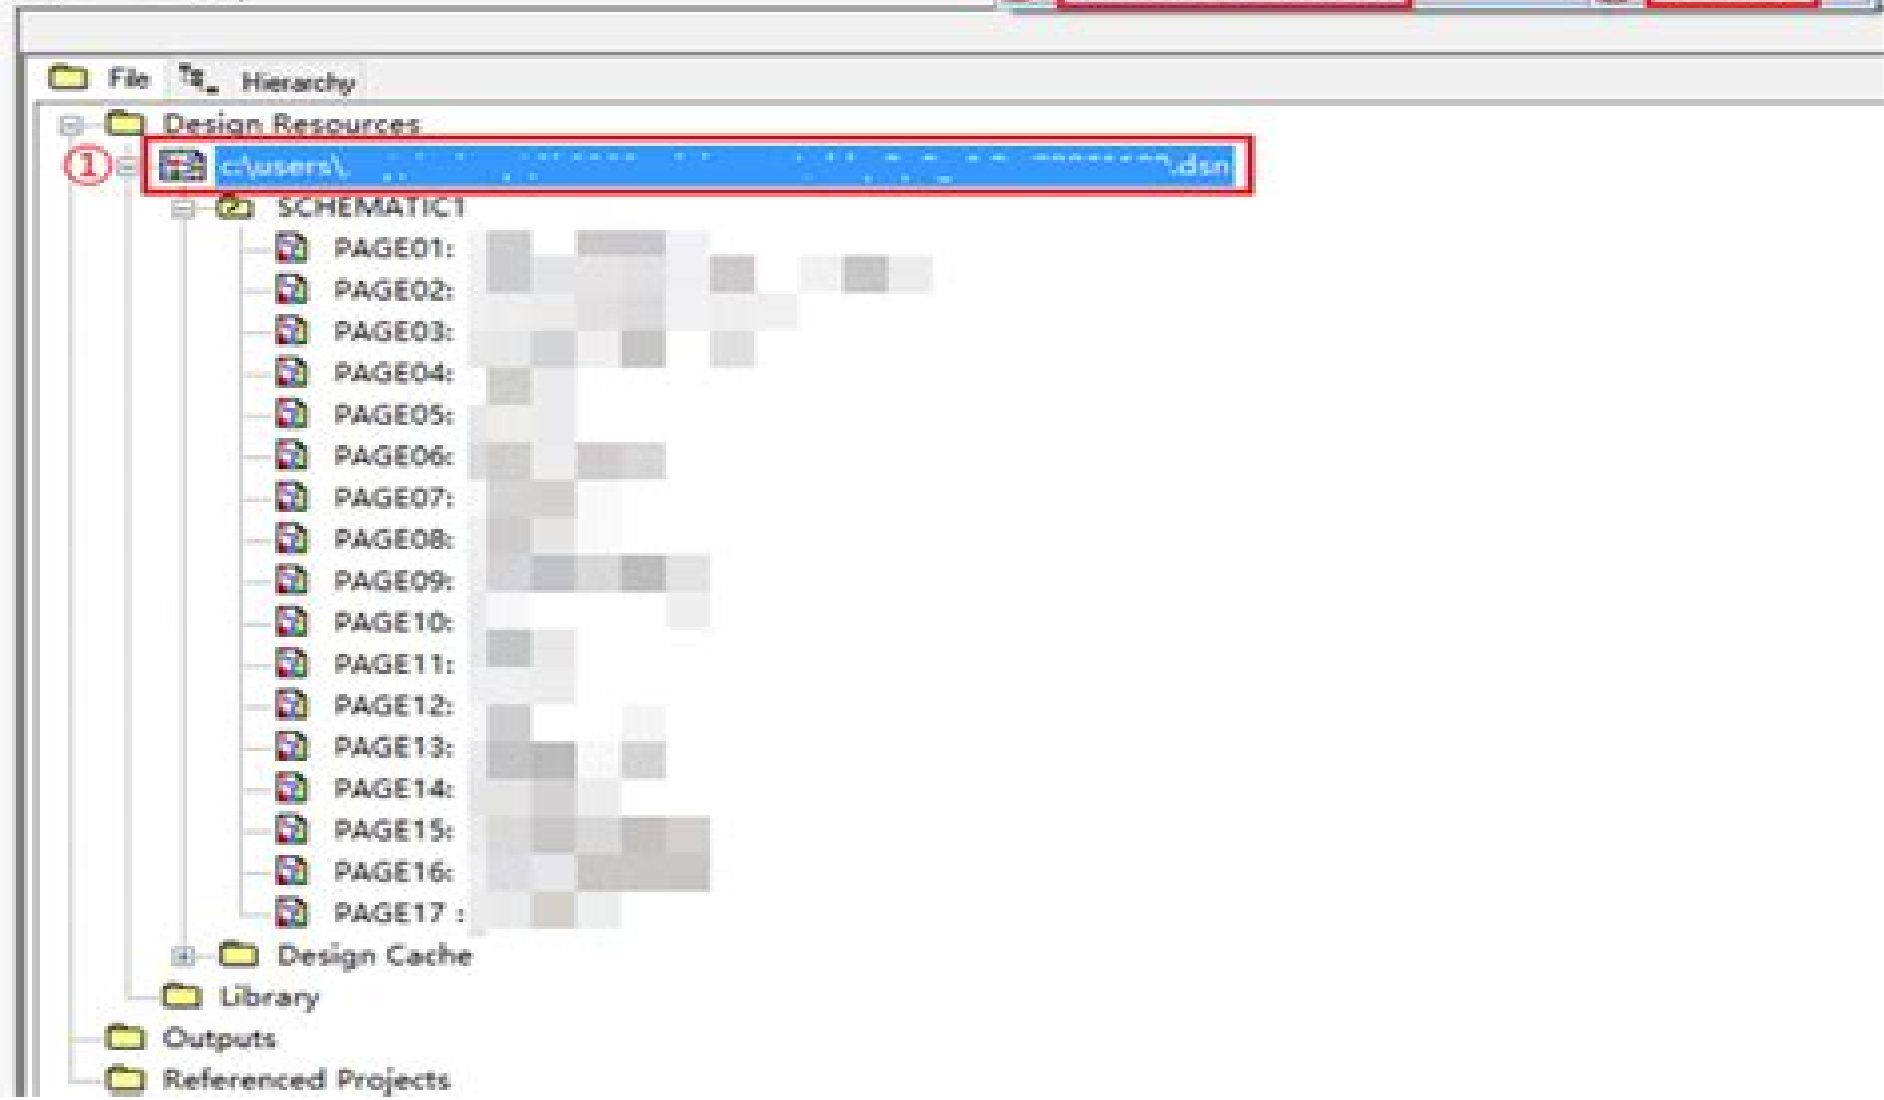 File Hierarchy
Design Resources
① c:\users\ .dsn
SCHEMATIC1
PAGE01:
PAGE02:
PAGE03:
PAGE04:
PAGE05:
PAGE06:
PAGE07:
PAGE08:
PAGE09:
PAGE10:
PAGE11:
PAGE12:
PAGE13:
PAGE14:
PAGE15:
PAGE16:
PAGE17 :
Design Cache
Library
Outputs
Referenced Projects